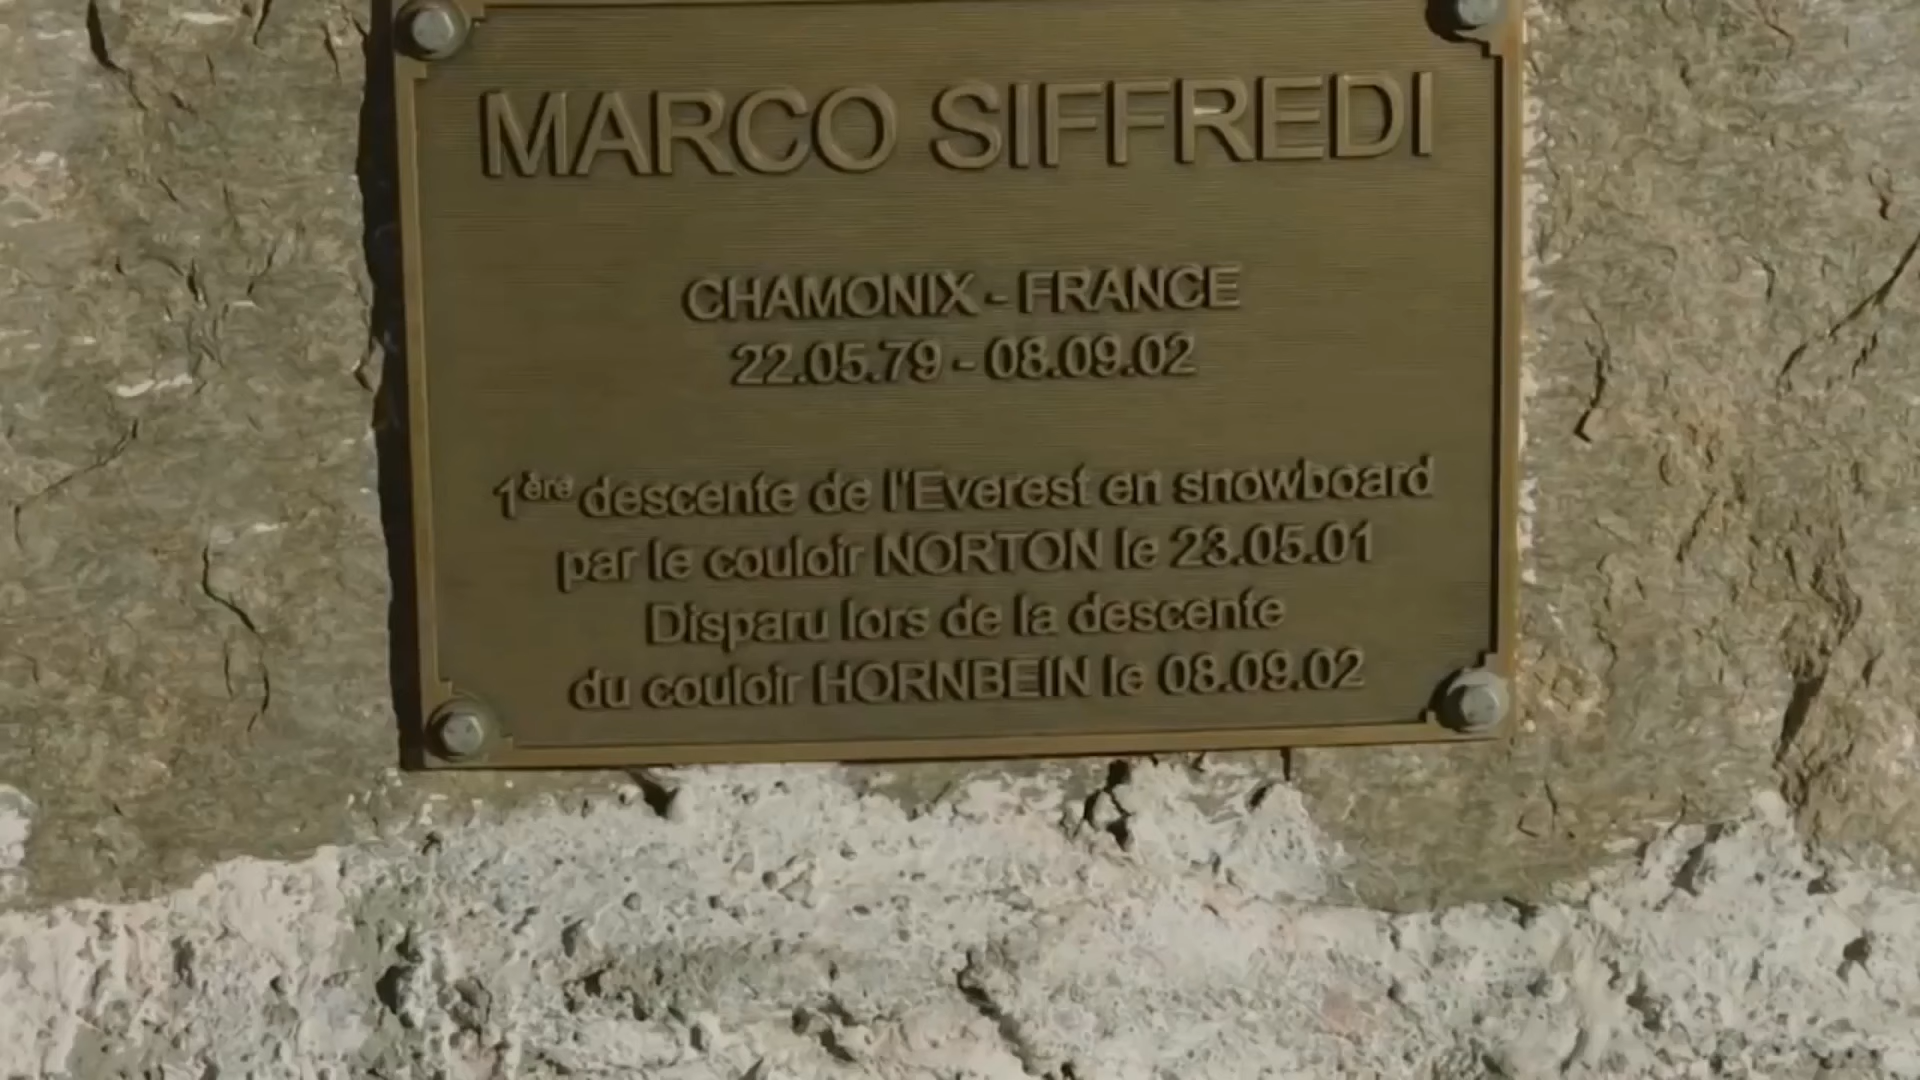 MARCO SIFFREDI
CHAMONIX - FRANCE
22.05.79 - 08.09.02
1ère descente de l'Everest en snowboard
par le couloir NORTON le 23.05.01
Disparu lors de la descente
du couloir HORNBEIN le 08.09.02